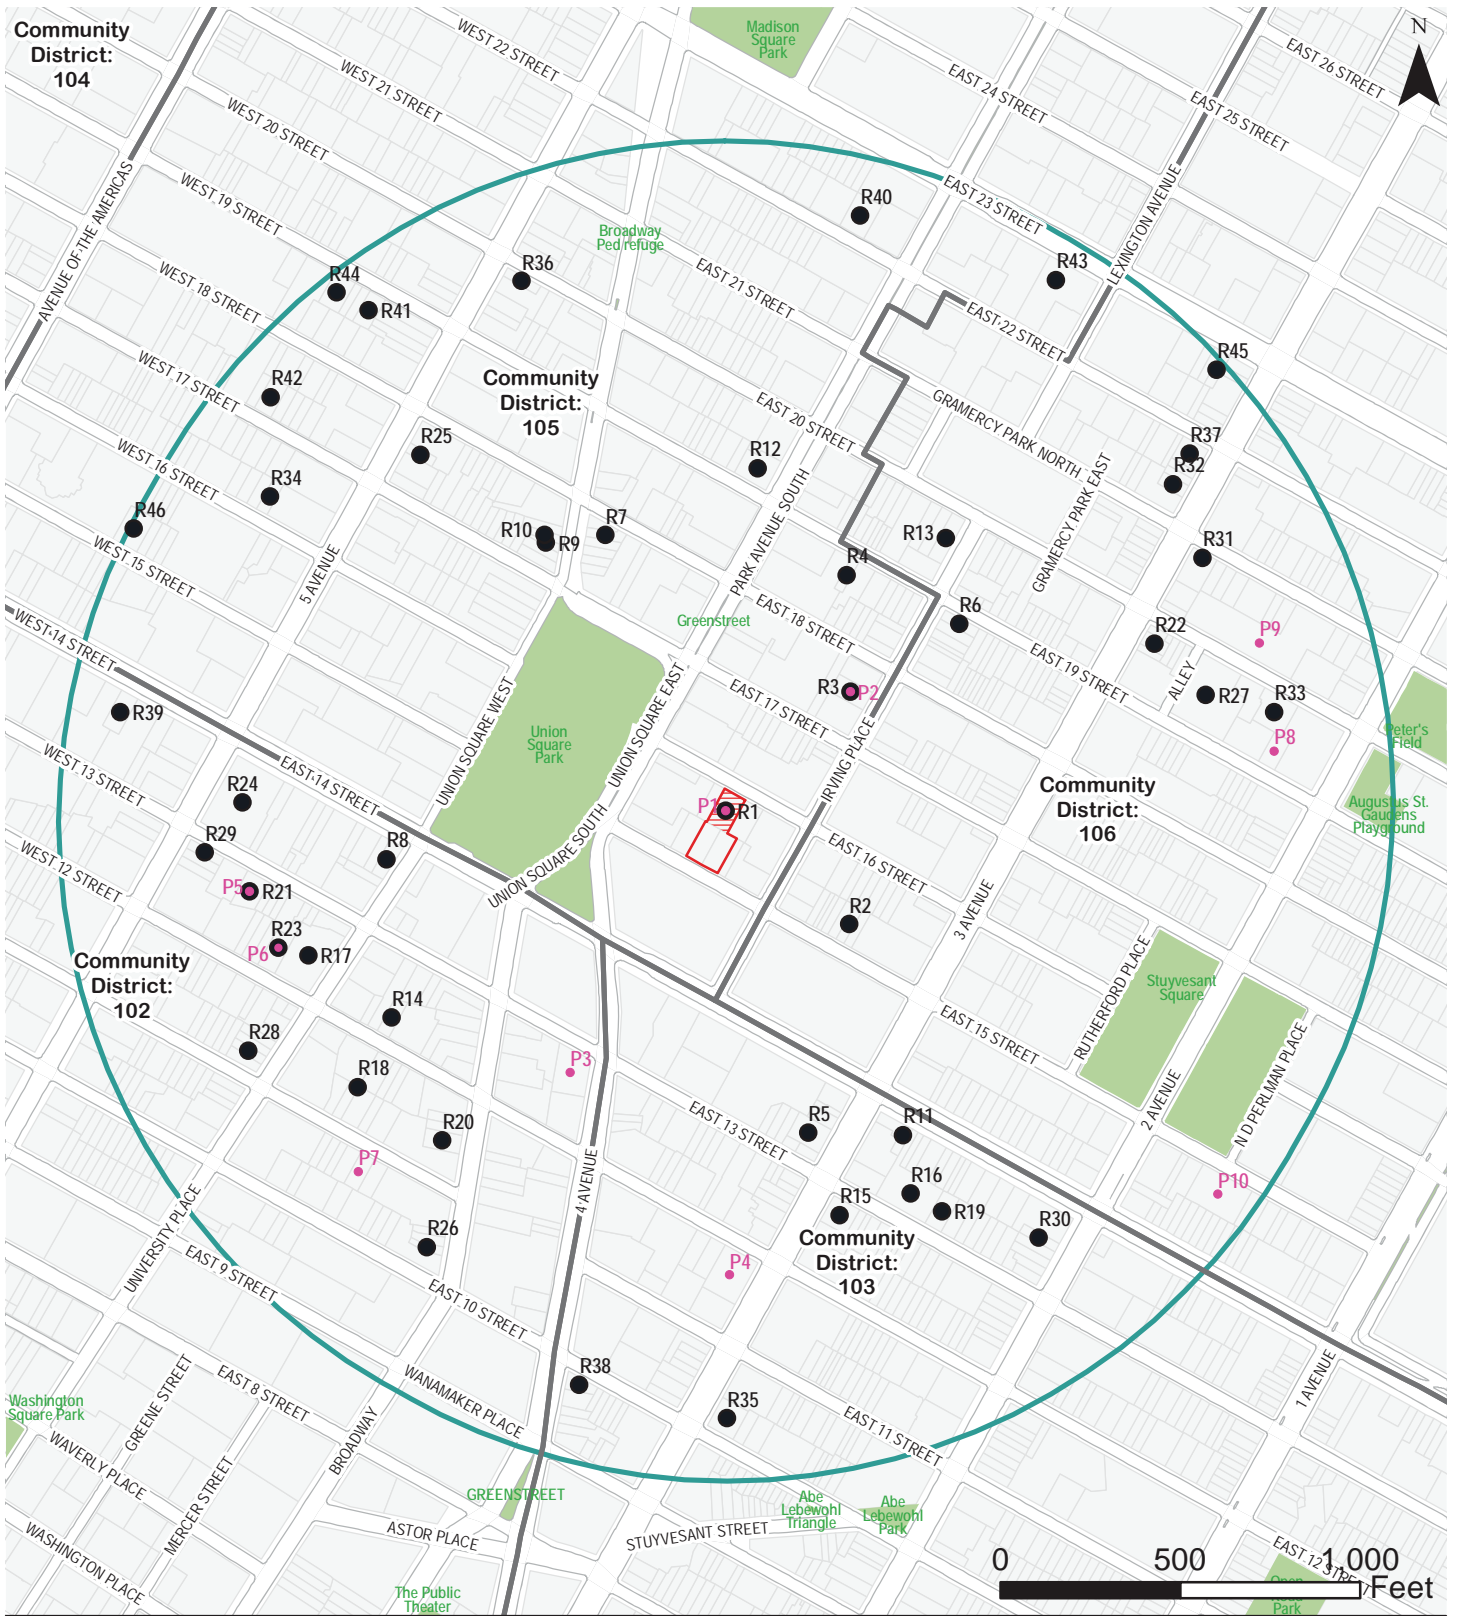 Community
District:
104
WEST 22 STREET
Madison
Square
Park
N
EAST 26 STREET
WEST 21 STREET
EAST 24 STREET
EAST 25 STREET
WEST 20 STREET
AVENUE OF THE AMERICAS
WEST 19 STREET
R40
EAST 23 STREET
LEXINGTON AVENUE
Broadway
Ped refuge
WEST 18 STREET
R44
R41
R36
EAST 21 STREET
R43
EAST 22 STREET
R45
WEST 17 STREET
R42
Community
District:
105
EAST 20 STREET
GRAMERCY PARK NORTH
R25
R12
R37
R32
WEST 16 STREET
R34
PARK AVENUE SOUTH
GRAMERCY PARK EAST
R46
R10
R9
R7
R13
R31
WEST 15 STREET
5 AVENUE
R4
EAST 18 STREET
R6
WEST 14 STREET
Greenstreet
R22
P9
EAST 19 STREET
ALLEY
R39
UNION SQUARE WEST
UNION SQUARE EAST
EAST 17 STREET
R3
P2
R27
R33
P8
Peter's
Field
WEST 13 STREET
EAST 14 STREET
Union
Square
Park
IRVING PLACE
Community
District:
106
Augustus St.
Gaudens
Playground
R24
P1
R1
R29
R8
UNION SQUARE SOUTH
EAST 16 STREET
WEST 12 STREET
P5
R21
R2
3 AVENUE
R23
P6
R17
Community
District:
102
RUTHERFORD PLACE
Stuyvesant
Square
R14
EAST 15 STREET
N D PERLMAN PLACE
R28
P3
R18
2 AVENUE
R20
EAST 13 STREET
R5
R11
P7
4 AVENUE
R16
P10
UNIVERSITY PLACE
R15
R19
R30
R26
Community
District:
103
EAST 9 STREET
P4
EAST 10 STREET
R38
1 AVENUE
GREENE STREET
EAST 8 STREET
WANAMAKER PLACE
R35
Washington
Square Park
BROADWAY
EAST 11 STREET
WAVERLY PLACE
MERCER STREET
GREENSTREET
Abe
Lebewohl
Triangle
Abe
Lebewohl
Park
ASTOR PLACE
STUYVESANT STREET
WASHINGTON PLACE
EAST 12 STREET
0 500 1,000
Feet
The Public
Theater
Open
Road
Park